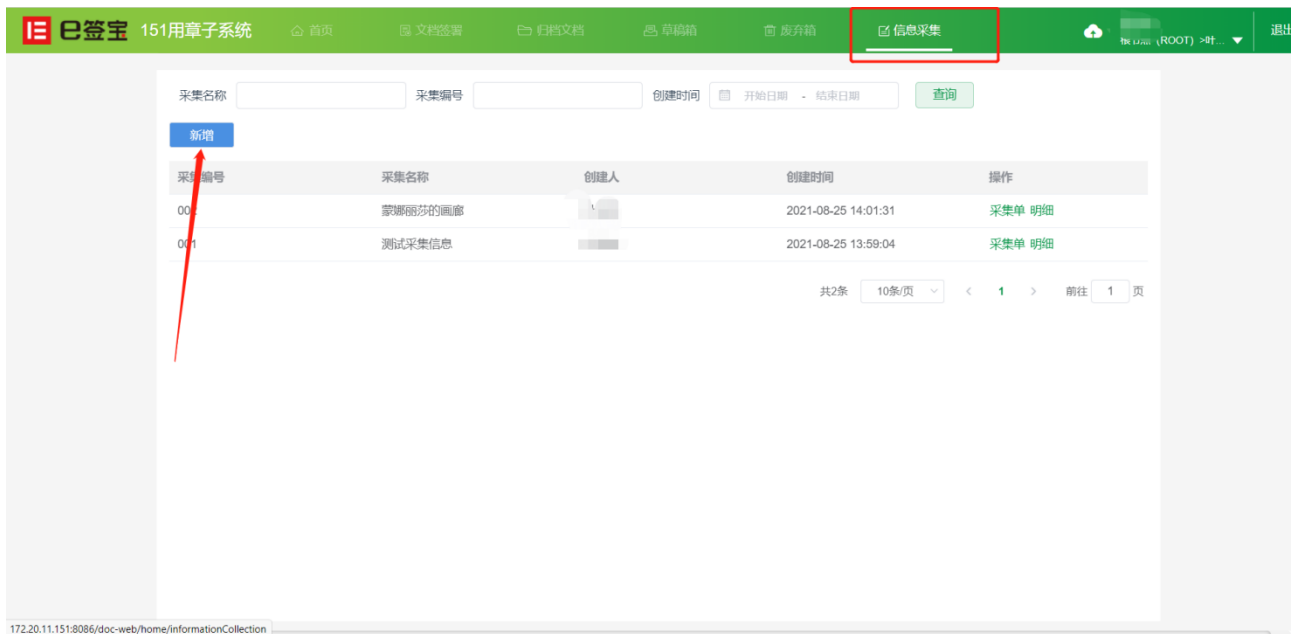 E签宝 151用章子系统 首页 文档签署 归档文档 草稿箱 废弃箱 信息采集 (ROOT) >叶... 退出
采集名称 采集编号 创建时间 开始日期 - 结束日期 查询
新增
采集编号 采集名称 创建人 创建时间 操作
002 蒙娜丽莎的画廊 2021-08-25 14:01:31 采集单 明细
001 测试采集信息 2021-08-25 13:59:04 采集单 明细
共2条 10条/页 < 1 > 前往 1 页
172.20.11.151:8086/doc-web/home/informationCollection